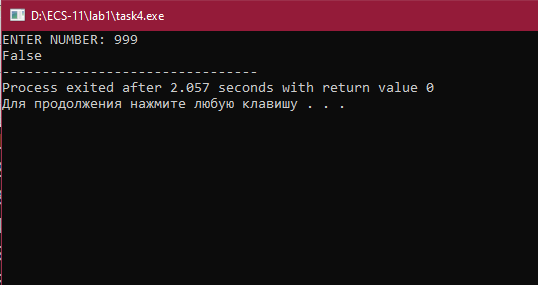 D:\ECS-11\lab1\task4.exe
ENTER NUMBER: 999
False
--------------------------------
Process exited after 2.057 seconds with return value 0
Для продолжения нажмите любую клавишу . . .